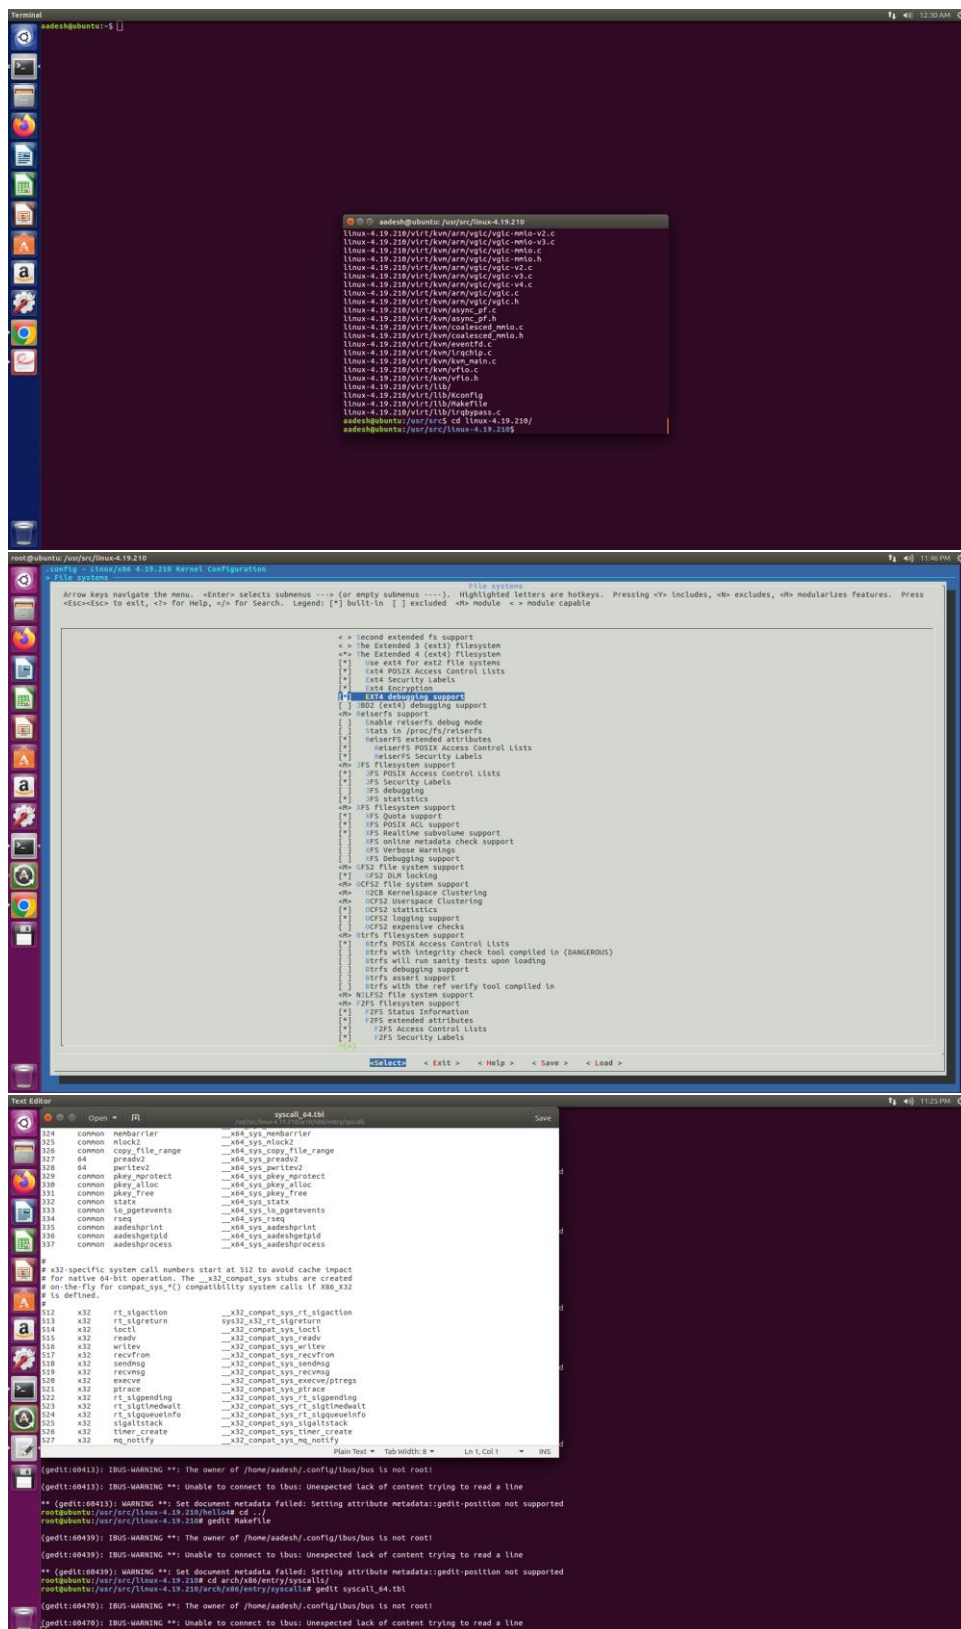 Terminal
12:30 AM
aadesh@ubuntu:~$
aadesh@ubuntu: /usr/src/linux-4.19.210
linux-4.19.210/virt/kvm/arm/vgic/vgic-mmio-v2.c
linux-4.19.210/virt/kvm/arm/vgic/vgic-mmio-v3.c
linux-4.19.210/virt/kvm/arm/vgic/vgic-mmio.c
linux-4.19.210/virt/kvm/arm/vgic/vgic-mmio.h
linux-4.19.210/virt/kvm/arm/vgic/vgic-v2.c
linux-4.19.210/virt/kvm/arm/vgic/vgic-v3.c
linux-4.19.210/virt/kvm/arm/vgic/vgic-v4.c
linux-4.19.210/virt/kvm/arm/vgic/vgic.c
linux-4.19.210/virt/kvm/arm/vgic/vgic.h
linux-4.19.210/virt/kvm/async_pf.c
linux-4.19.210/virt/kvm/async_pf.h
linux-4.19.210/virt/kvm/coalesced_mmio.c
linux-4.19.210/virt/kvm/coalesced_mmio.h
linux-4.19.210/virt/kvm/eventfd.c
linux-4.19.210/virt/kvm/irqchip.c
linux-4.19.210/virt/kvm/kvm_main.c
linux-4.19.210/virt/kvm/vfio.c
linux-4.19.210/virt/kvm/vfio.h
linux-4.19.210/virt/lib/
linux-4.19.210/virt/lib/Kconfig
linux-4.19.210/virt/lib/Makefile
linux-4.19.210/virt/lib/irqbypass.c
aadesh@ubuntu:/usr/src$ cd linux-4.19.210/
aadesh@ubuntu:/usr/src/linux-4.19.210$
root@ubuntu: /usr/src/linux-4.19.210
11:46 PM
.config - Linux/x86 4.19.210 Kernel Configuration
> File systems
File systems
Arrow keys navigate the menu. <Enter> selects submenus ---> (or empty submenus ----). Highlighted letters are hotkeys. Pressing <Y> includes, <N> excludes, <M> modularizes features. Press
<Esc><Esc> to exit, <?> for Help, </> for Search. Legend: [*] built-in [ ] excluded <M> module < > module capable
< > Second extended fs support
< > The Extended 3 (ext3) filesystem
<*> The Extended 4 (ext4) filesystem
[*] Use ext4 for ext2 file systems
[*] Ext4 POSIX Access Control Lists
[*] Ext4 Security Labels
[*] Ext4 Encryption
[*] EXT4 debugging support
[ ] JBD2 (ext4) debugging support
<M> Reiserfs support
[ ] Enable reiserfs debug mode
[ ] Stats in /proc/fs/reiserfs
[*] ReiserFS extended attributes
[*] ReiserFS POSIX Access Control Lists
[*] ReiserFS Security Labels
<M> JFS filesystem support
[*] JFS POSIX Access Control Lists
[*] JFS Security Labels
[ ] JFS debugging
[*] JFS statistics
<M> XFS filesystem support
[*] XFS Quota support
[*] XFS POSIX ACL support
[*] XFS Realtime subvolume support
[ ] XFS online metadata check support
[ ] XFS Verbose Warnings
[ ] XFS Debugging support
<M> GFS2 file system support
[*] GFS2 DLM locking
<M> OCFS2 file system support
<M> O2CB Kernelspace Clustering
<M> OCFS2 Userspace Clustering
[*] OCFS2 statistics
[*] OCFS2 logging support
[ ] OCFS2 expensive checks
<M> Btrfs filesystem support
[*] Btrfs POSIX Access Control Lists
[ ] Btrfs with integrity check tool compiled in (DANGEROUS)
[ ] Btrfs will run sanity tests upon loading
[ ] Btrfs debugging support
[ ] Btrfs assert support
[ ] Btrfs with the ref verify tool compiled in
<M> NILFS2 file system support
<M> F2FS filesystem support
[*] F2FS Status Information
[*] F2FS extended attributes
[*] F2FS Access Control Lists
[*] F2FS Security Labels
<Select> < Exit > < Help > < Save > < Load >
Text Editor
11:25 PM
Open
syscall_64.tbl
Save
/usr/src/linux-4.19.210/arch/x86/entry/syscalls
324 common membarrier __x64_sys_membarrier
325 common mlock2 __x64_sys_mlock2
326 common copy_file_range __x64_sys_copy_file_range
327 64 preadv2 __x64_sys_preadv2
328 64 pwritev2 __x64_sys_pwritev2
329 common pkey_mprotect __x64_sys_pkey_mprotect
330 common pkey_alloc __x64_sys_pkey_alloc
331 common pkey_free __x64_sys_pkey_free
332 common statx __x64_sys_statx
333 common io_pgetevents __x64_sys_io_pgetevents
334 common rseq __x64_sys_rseq
335 common aadeshprint __x64_sys_aadeshprint
336 common aadeshgetpid __x64_sys_aadeshgetpid
337 common aadeshprocess __x64_sys_aadeshprocess
#
# x32-specific system call numbers start at 512 to avoid cache impact
# for native 64-bit operation. The __x32_compat_sys stubs are created
# on-the-fly for compat_sys_*() compatibility system calls if X86_X32
# is defined.
#
512 x32 rt_sigaction __x32_compat_sys_rt_sigaction
513 x32 rt_sigreturn sys32_x32_rt_sigreturn
514 x32 ioctl __x32_compat_sys_ioctl
515 x32 readv __x32_compat_sys_readv
516 x32 writev __x32_compat_sys_writev
517 x32 recvfrom __x32_compat_sys_recvfrom
518 x32 sendmsg __x32_compat_sys_sendmsg
519 x32 recvmsg __x32_compat_sys_recvmsg
520 x32 execve __x32_compat_sys_execve/ptregs
521 x32 ptrace __x32_compat_sys_ptrace
522 x32 rt_sigpending __x32_compat_sys_rt_sigpending
523 x32 rt_sigtimedwait __x32_compat_sys_rt_sigtimedwait
524 x32 rt_sigqueueinfo __x32_compat_sys_rt_sigqueueinfo
525 x32 sigaltstack __x32_compat_sys_sigaltstack
526 x32 timer_create __x32_compat_sys_timer_create
527 x32 mq_notify __x32_compat_sys_mq_notify
Plain Text Tab Width: 8 Ln 1, Col 1 INS
(gedit:60413): IBUS-WARNING **: The owner of /home/aadesh/.config/ibus/bus is not root!
(gedit:60413): IBUS-WARNING **: Unable to connect to ibus: Unexpected lack of content trying to read a line
** (gedit:60413): WARNING **: Set document metadata failed: Setting attribute metadata::gedit-position not supported
root@ubuntu:/usr/src/linux-4.19.210/hello4# cd ../
root@ubuntu:/usr/src/linux-4.19.210# gedit Makefile
(gedit:60439): IBUS-WARNING **: The owner of /home/aadesh/.config/ibus/bus is not root!
(gedit:60439): IBUS-WARNING **: Unable to connect to ibus: Unexpected lack of content trying to read a line
** (gedit:60439): WARNING **: Set document metadata failed: Setting attribute metadata::gedit-position not supported
root@ubuntu:/usr/src/linux-4.19.210# cd arch/x86/entry/syscalls/
root@ubuntu:/usr/src/linux-4.19.210/arch/x86/entry/syscalls# gedit syscall_64.tbl
(gedit:60470): IBUS-WARNING **: The owner of /home/aadesh/.config/ibus/bus is not root!
(gedit:60470): IBUS-WARNING **: Unable to connect to ibus: Unexpected lack of content trying to read a line